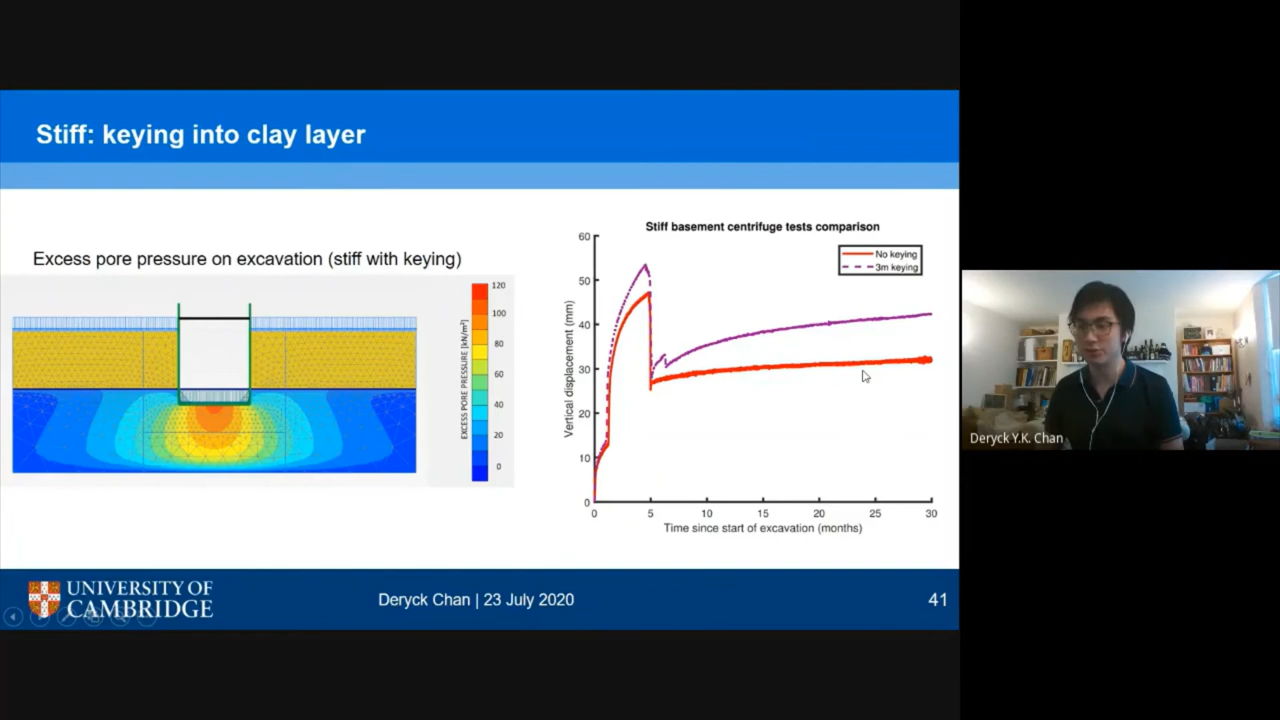 Stiff: keying into clay layer
Excess pore pressure on excavation (stiff with keying)
120
100
80
60
40
20
0
EXCESS PORE PRESSURE [kN/m²]
Stiff basement centrifuge tests comparison
No keying
3m keying
60
50
40
30
20
10
0
Vertical displacement (mm)
0 5 10 15 20 25 30
Time since start of excavation (months)
UNIVERSITY OF
CAMBRIDGE
Deryck Chan | 23 July 2020
41
Deryck Y.K. Chan